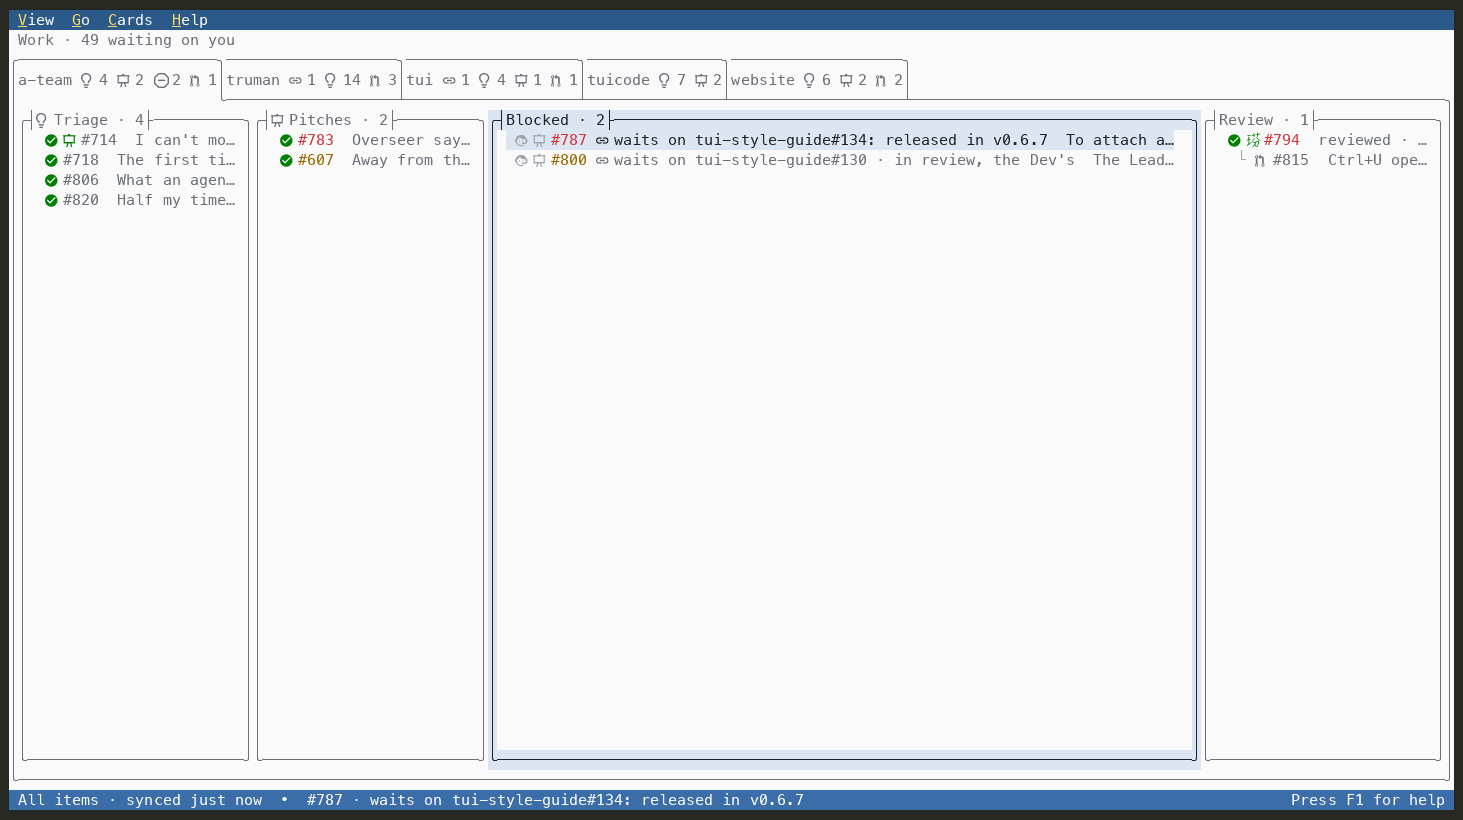 View  Go  Cards  Help
Work · 49 waiting on you
a-team 4 2 2 1 truman 1 14 3 tui 1 4 1 1 tuicode 7 2 website 6 2 2
Triage · 4
#714 I can't mo…
#718 The first ti…
#806 What an agen…
#820 Half my time…
Pitches · 2
#783 Overseer say…
#607 Away from th…
Blocked · 2
#787 waits on tui-style-guide#134: released in v0.6.7 To attach a…
#800 waits on tui-style-guide#130 · in review, the Dev's The Lead…
Review · 1
#794 reviewed · …
#815 Ctrl+U ope…
All items · synced just now • #787 · waits on tui-style-guide#134: released in v0.6.7
Press F1 for help